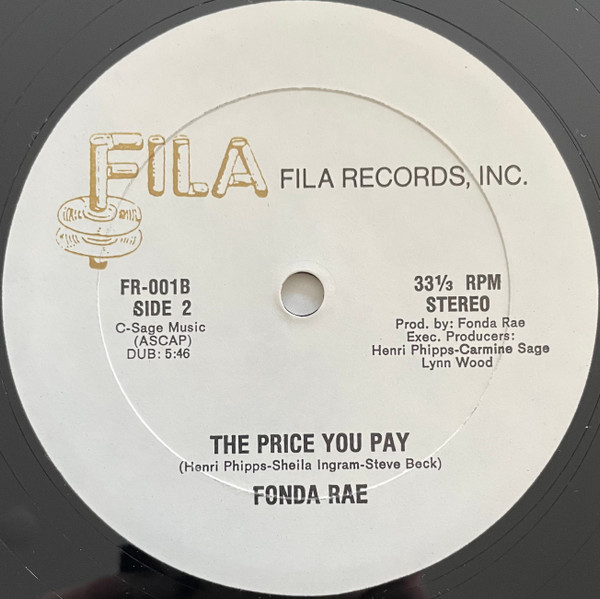 FILA FILA RECORDS, INC.
FR-001B
SIDE 2
C-Sage Music
(ASCAP)
DUB: 5:46
33⅓ RPM
STEREO
Prod. by: Fonda Rae
Exec. Producers:
Henri Phipps-Carmine Sage
Lynn Wood
THE PRICE YOU PAY
(Henri Phipps-Sheila Ingram-Steve Beck)
FONDA RAE